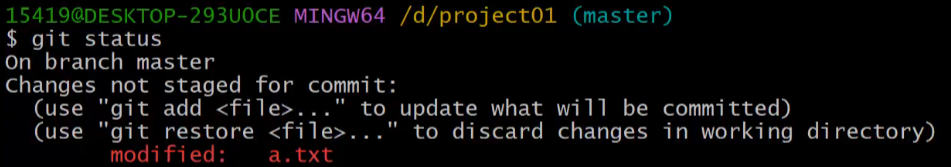 15419@DESKTOP-293U0CE MINGW64 /d/project01 (master)
$ git status
On branch master
Changes not staged for commit:
  (use "git add <file>..." to update what will be committed)
  (use "git restore <file>..." to discard changes in working directory)
        modified:   a.txt